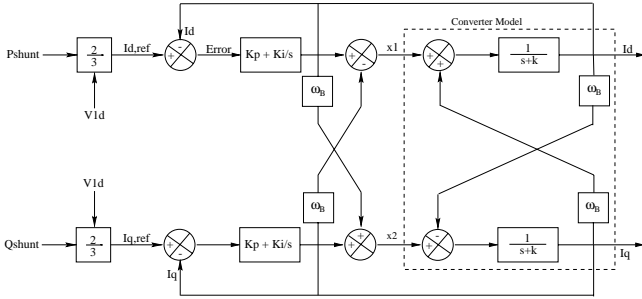 Converter Model
Id
Pshunt
2/3
Id,ref
+
-
Error
Kp + Ki/s
+
-
x1
+
+
1/(s+k)
Id
V1d
ωB
ωB
V1d
ωB
ωB
Qshunt
2/3
Iq,ref
+
-
Kp + Ki/s
+
+
x2
-
+
1/(s+k)
Iq
Iq